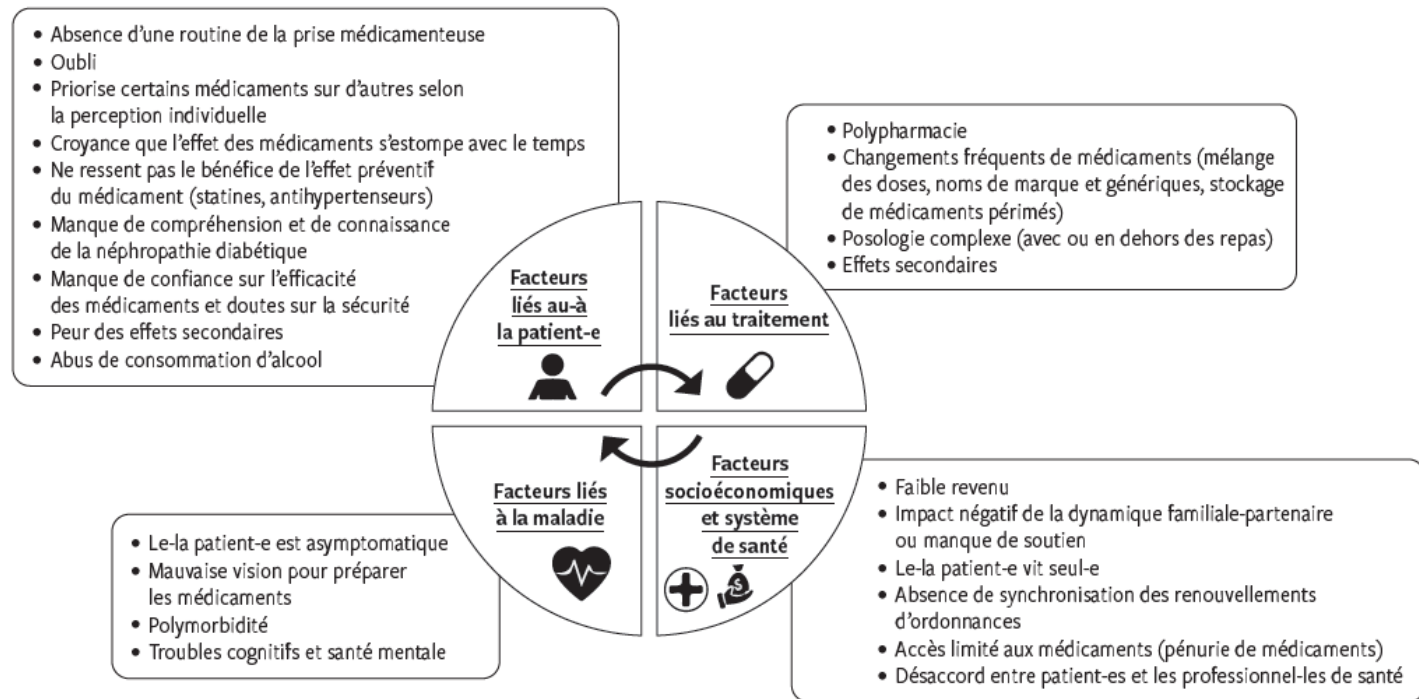 • Absence d'une routine de la prise médicamenteuse
• Oubli
• Priorise certains médicaments sur d'autres selon
la perception individuelle
• Croyance que l'effet des médicaments s'estompe avec le temps
• Ne ressent pas le bénéfice de l'effet préventif
du médicament (statines, antihypertenseurs)
• Manque de compréhension et de connaissance
de la néphropathie diabétique
• Manque de confiance sur l'efficacité
des médicaments et doutes sur la sécurité
• Peur des effets secondaires
• Abus de consommation d'alcool
• Polypharmacie
• Changements fréquents de médicaments (mélange
des doses, noms de marque et génériques, stockage
de médicaments périmés)
• Posologie complexe (avec ou en dehors des repas)
• Effets secondaires
Facteurs
liés au-à
la patient-e
Facteurs
liés au traitement
Facteurs liés
à la maladie
Facteurs
socioéconomiques
et système
de santé
$
• Le-la patient-e est asymptomatique
• Mauvaise vision pour préparer
les médicaments
• Polymorbidité
• Troubles cognitifs et santé mentale
• Faible revenu
• Impact négatif de la dynamique familiale-partenaire
ou manque de soutien
• Le-la patient-e vit seul-e
• Absence de synchronisation des renouvellements
d'ordonnances
• Accès limité aux médicaments (pénurie de médicaments)
• Désaccord entre patient-es et les professionnel-les de santé